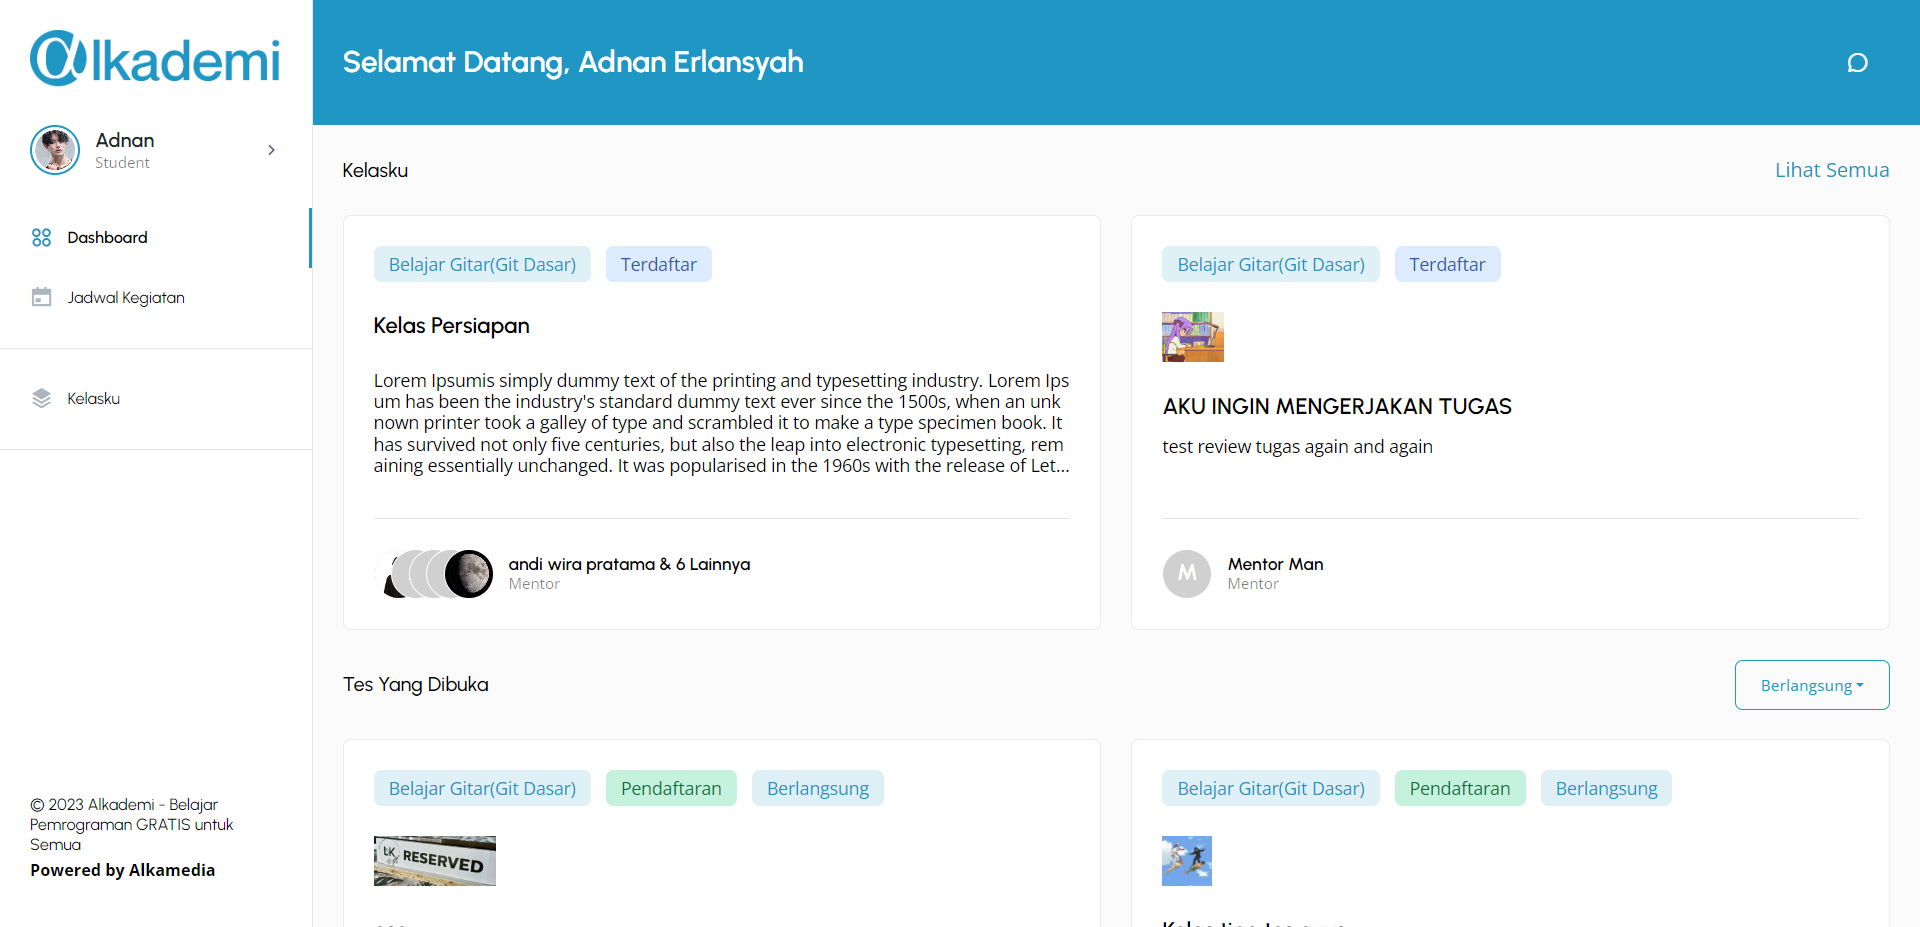 αlkademi
Adnan
Student
Dashboard
Jadwal Kegiatan
Kelasku
© 2023 Alkademi - Belajar
Pemrograman GRATIS untuk
Semua
Powered by Alkamedia
Selamat Datang, Adnan Erlansyah
Kelasku
Lihat Semua
Belajar Gitar(Git Dasar)
Terdaftar
Kelas Persiapan
Lorem Ipsumis simply dummy text of the printing and typesetting industry. Lorem Ips
um has been the industry's standard dummy text ever since the 1500s, when an unk
nown printer took a galley of type and scrambled it to make a type specimen book. It
has survived not only five centuries, but also the leap into electronic typesetting, rem
aining essentially unchanged. It was popularised in the 1960s with the release of Let...
andi wira pratama & 6 Lainnya
Mentor
Belajar Gitar(Git Dasar)
Terdaftar
AKU INGIN MENGERJAKAN TUGAS
test review tugas again and again
M
Mentor Man
Mentor
Tes Yang Dibuka
Berlangsung
Belajar Gitar(Git Dasar)
Pendaftaran
Berlangsung
RESERVED
Belajar Gitar(Git Dasar)
Pendaftaran
Berlangsung